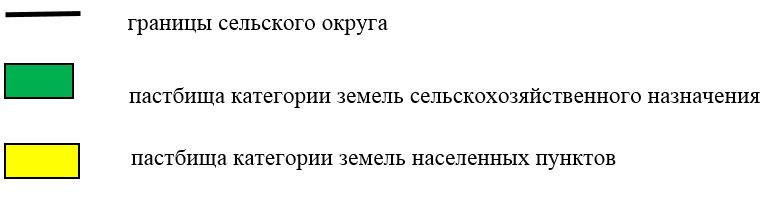 границы сельского округа
пастбища категории земель сельскохозяйственного назначения
пастбища категории земель населенных пунктов